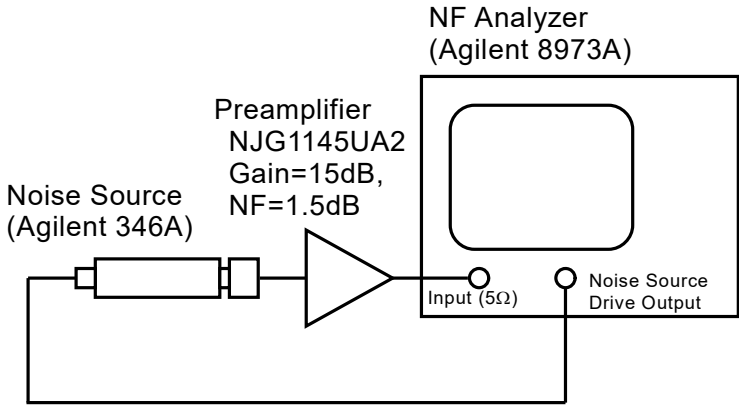 NF Analyzer
(Agilent 8973A)
Preamplifier
NJG1145UA2
Gain=15dB,
NF=1.5dB
Noise Source
(Agilent 346A)
Input (5Ω)
Noise Source
Drive Output